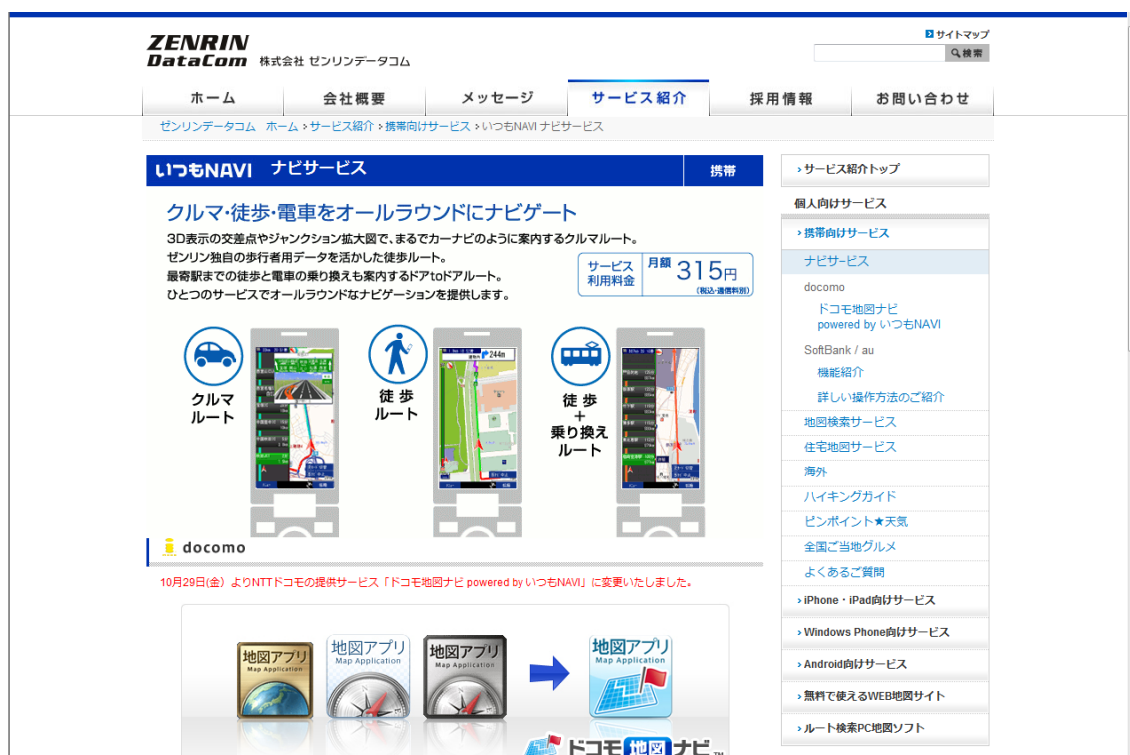 ZENRIN
DataCom 株式会社 ゼンリンデータコム
サイトマップ
検索
ホーム 会社概要 メッセージ サービス紹介 採用情報 お問い合わせ
ゼンリンデータコム ホーム › サービス紹介 › 携帯向けサービス › いつもNAVI ナビサービス
いつもNAVI ナビサービス 携帯
クルマ・徒歩・電車をオールラウンドにナビゲート
3D表示の交差点やジャンクション拡大図で、まるでカーナビのように案内するクルマルート。
ゼンリン独自の歩行者用データを活かした徒歩ルート。
最寄駅までの徒歩と電車の乗り換えも案内するドアtoドアルート。
ひとつのサービスでオールラウンドなナビゲーションを提供します。
サービス
利用料金
月額 315円
(税込・通信料別)
クルマ
ルート
徒歩
ルート
徒歩
+
乗り換え
ルート
244m
docomo
10月29日(金) よりNTTドコモの提供サービス「ドコモ地図ナビ powered by いつもNAVI」に変更いたしました。
地図アプリ
Map Application
地図アプリ
Map Application
地図アプリ
Map Application
地図アプリ
Map Application
ドコモ地図ナビ™
› サービス紹介トップ
個人向けサービス
› 携帯向けサービス
ナビサービス
docomo
ドコモ地図ナビ
powered by いつもNAVI
SoftBank / au
機能紹介
詳しい操作方法のご紹介
地図検索サービス
住宅地図サービス
海外
ハイキングガイド
ピンポイント★天気
全国ご当地グルメ
よくあるご質問
› iPhone・iPad向けサービス
› Windows Phone向けサービス
› Android向けサービス
› 無料で使えるWEB地図サイト
› ルート検索PC地図ソフト